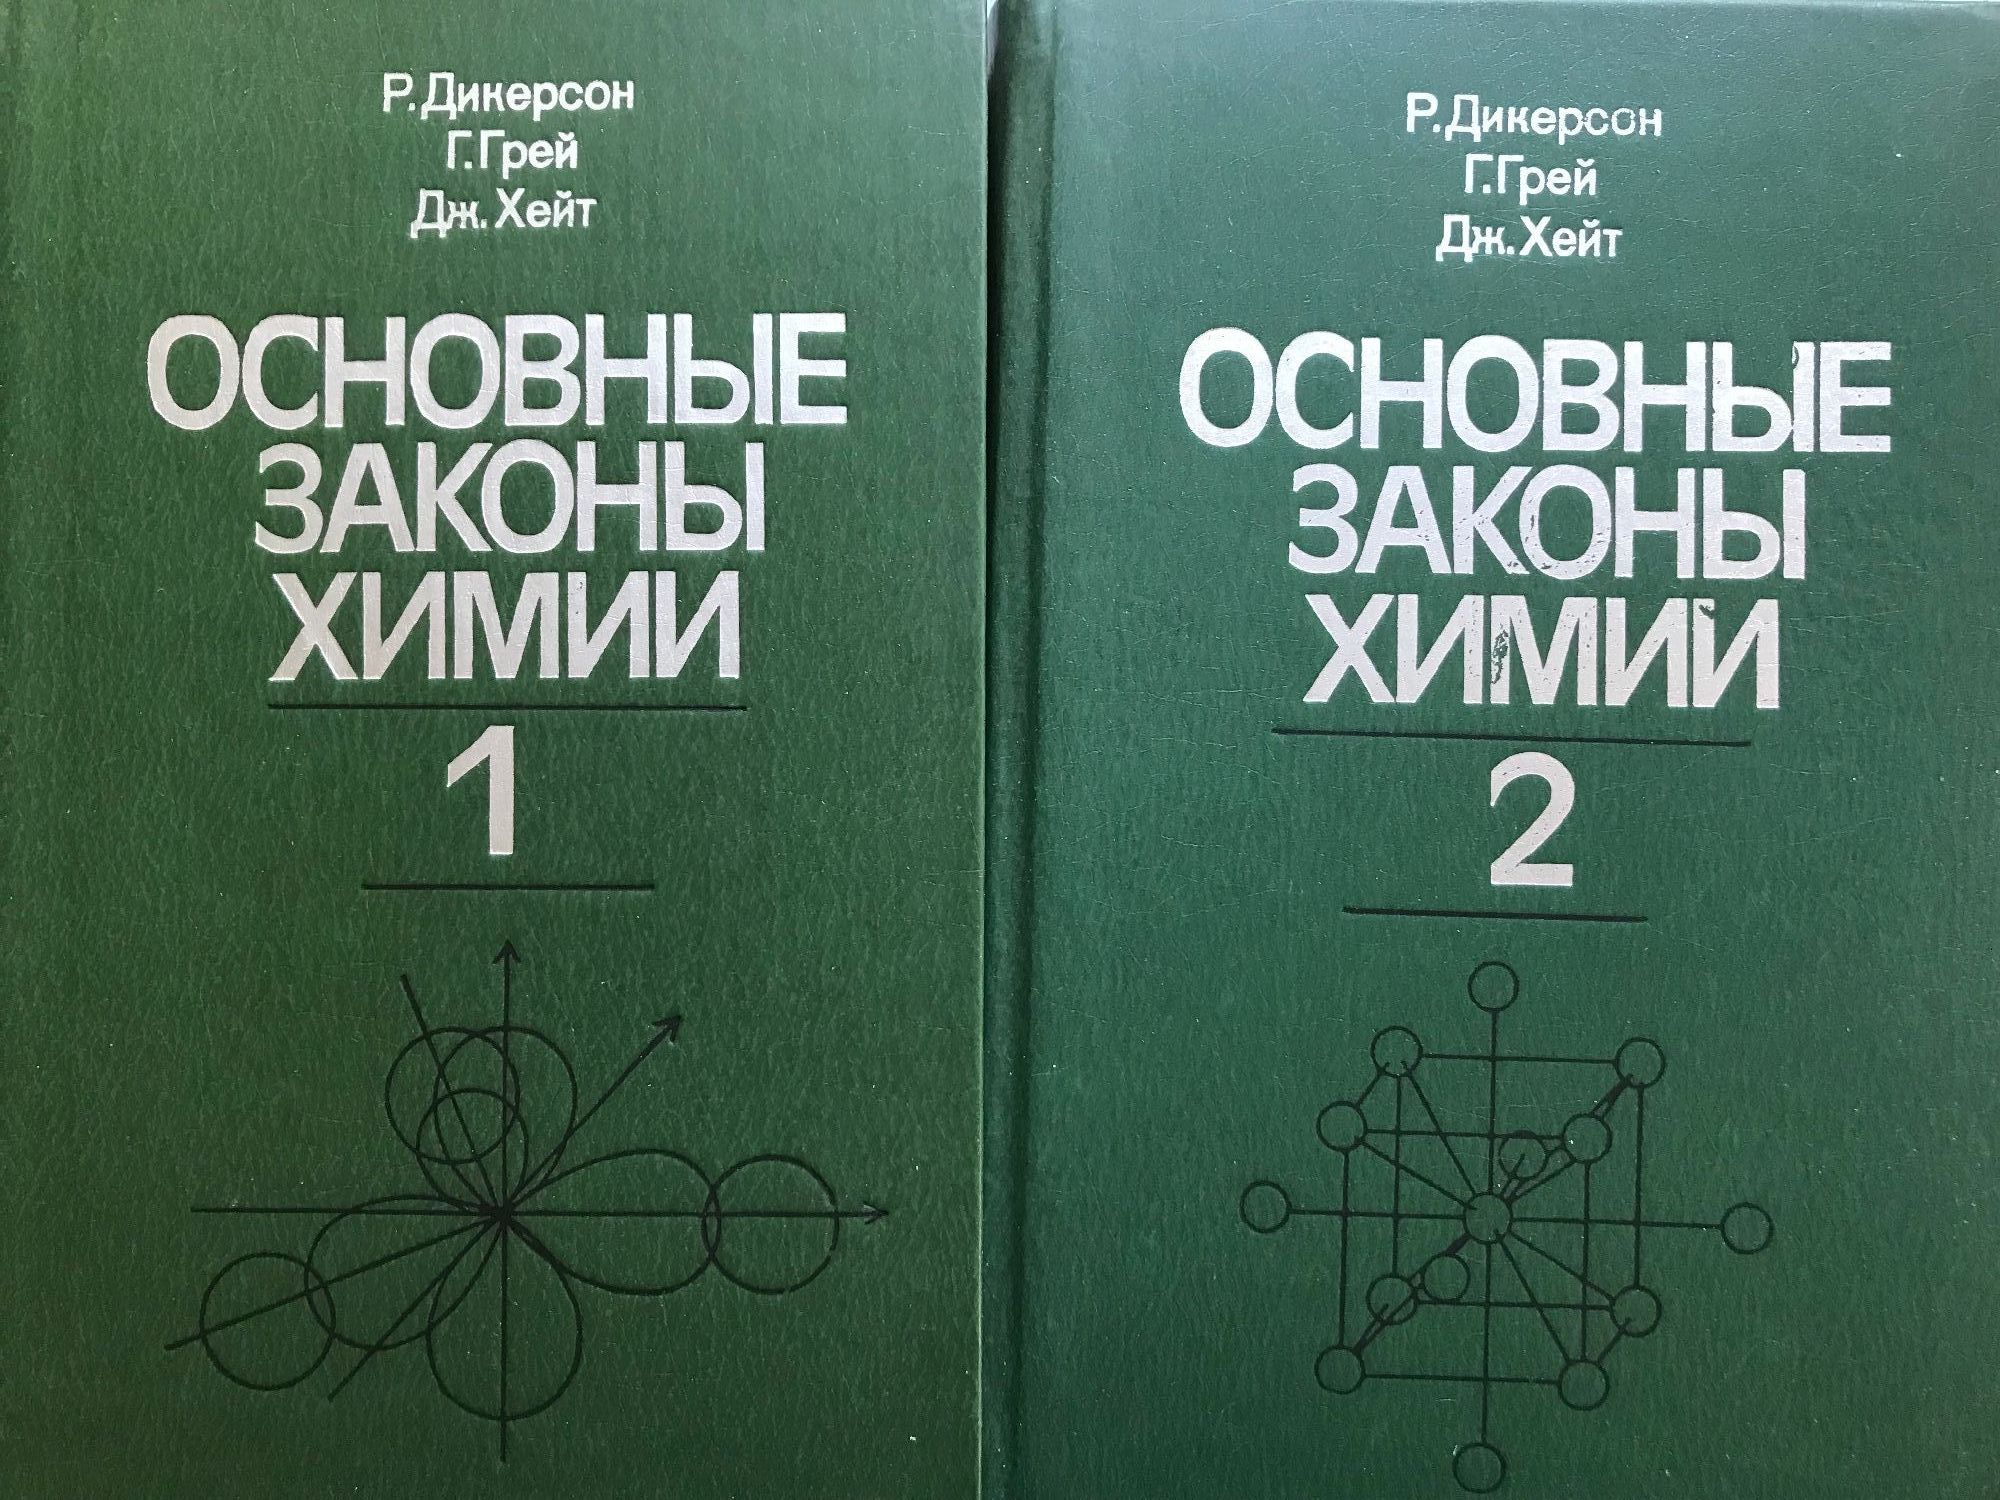 Р.Дикерсон
Г.Грей
Дж.Хейт
ОСНОВНЫЕ
ЗАКОНЫ
ХИМИИ
1
Р.Дикерсон
Г.Грей
Дж.Хейт
ОСНОВНЫЕ
ЗАКОНЫ
ХИМИИ
2